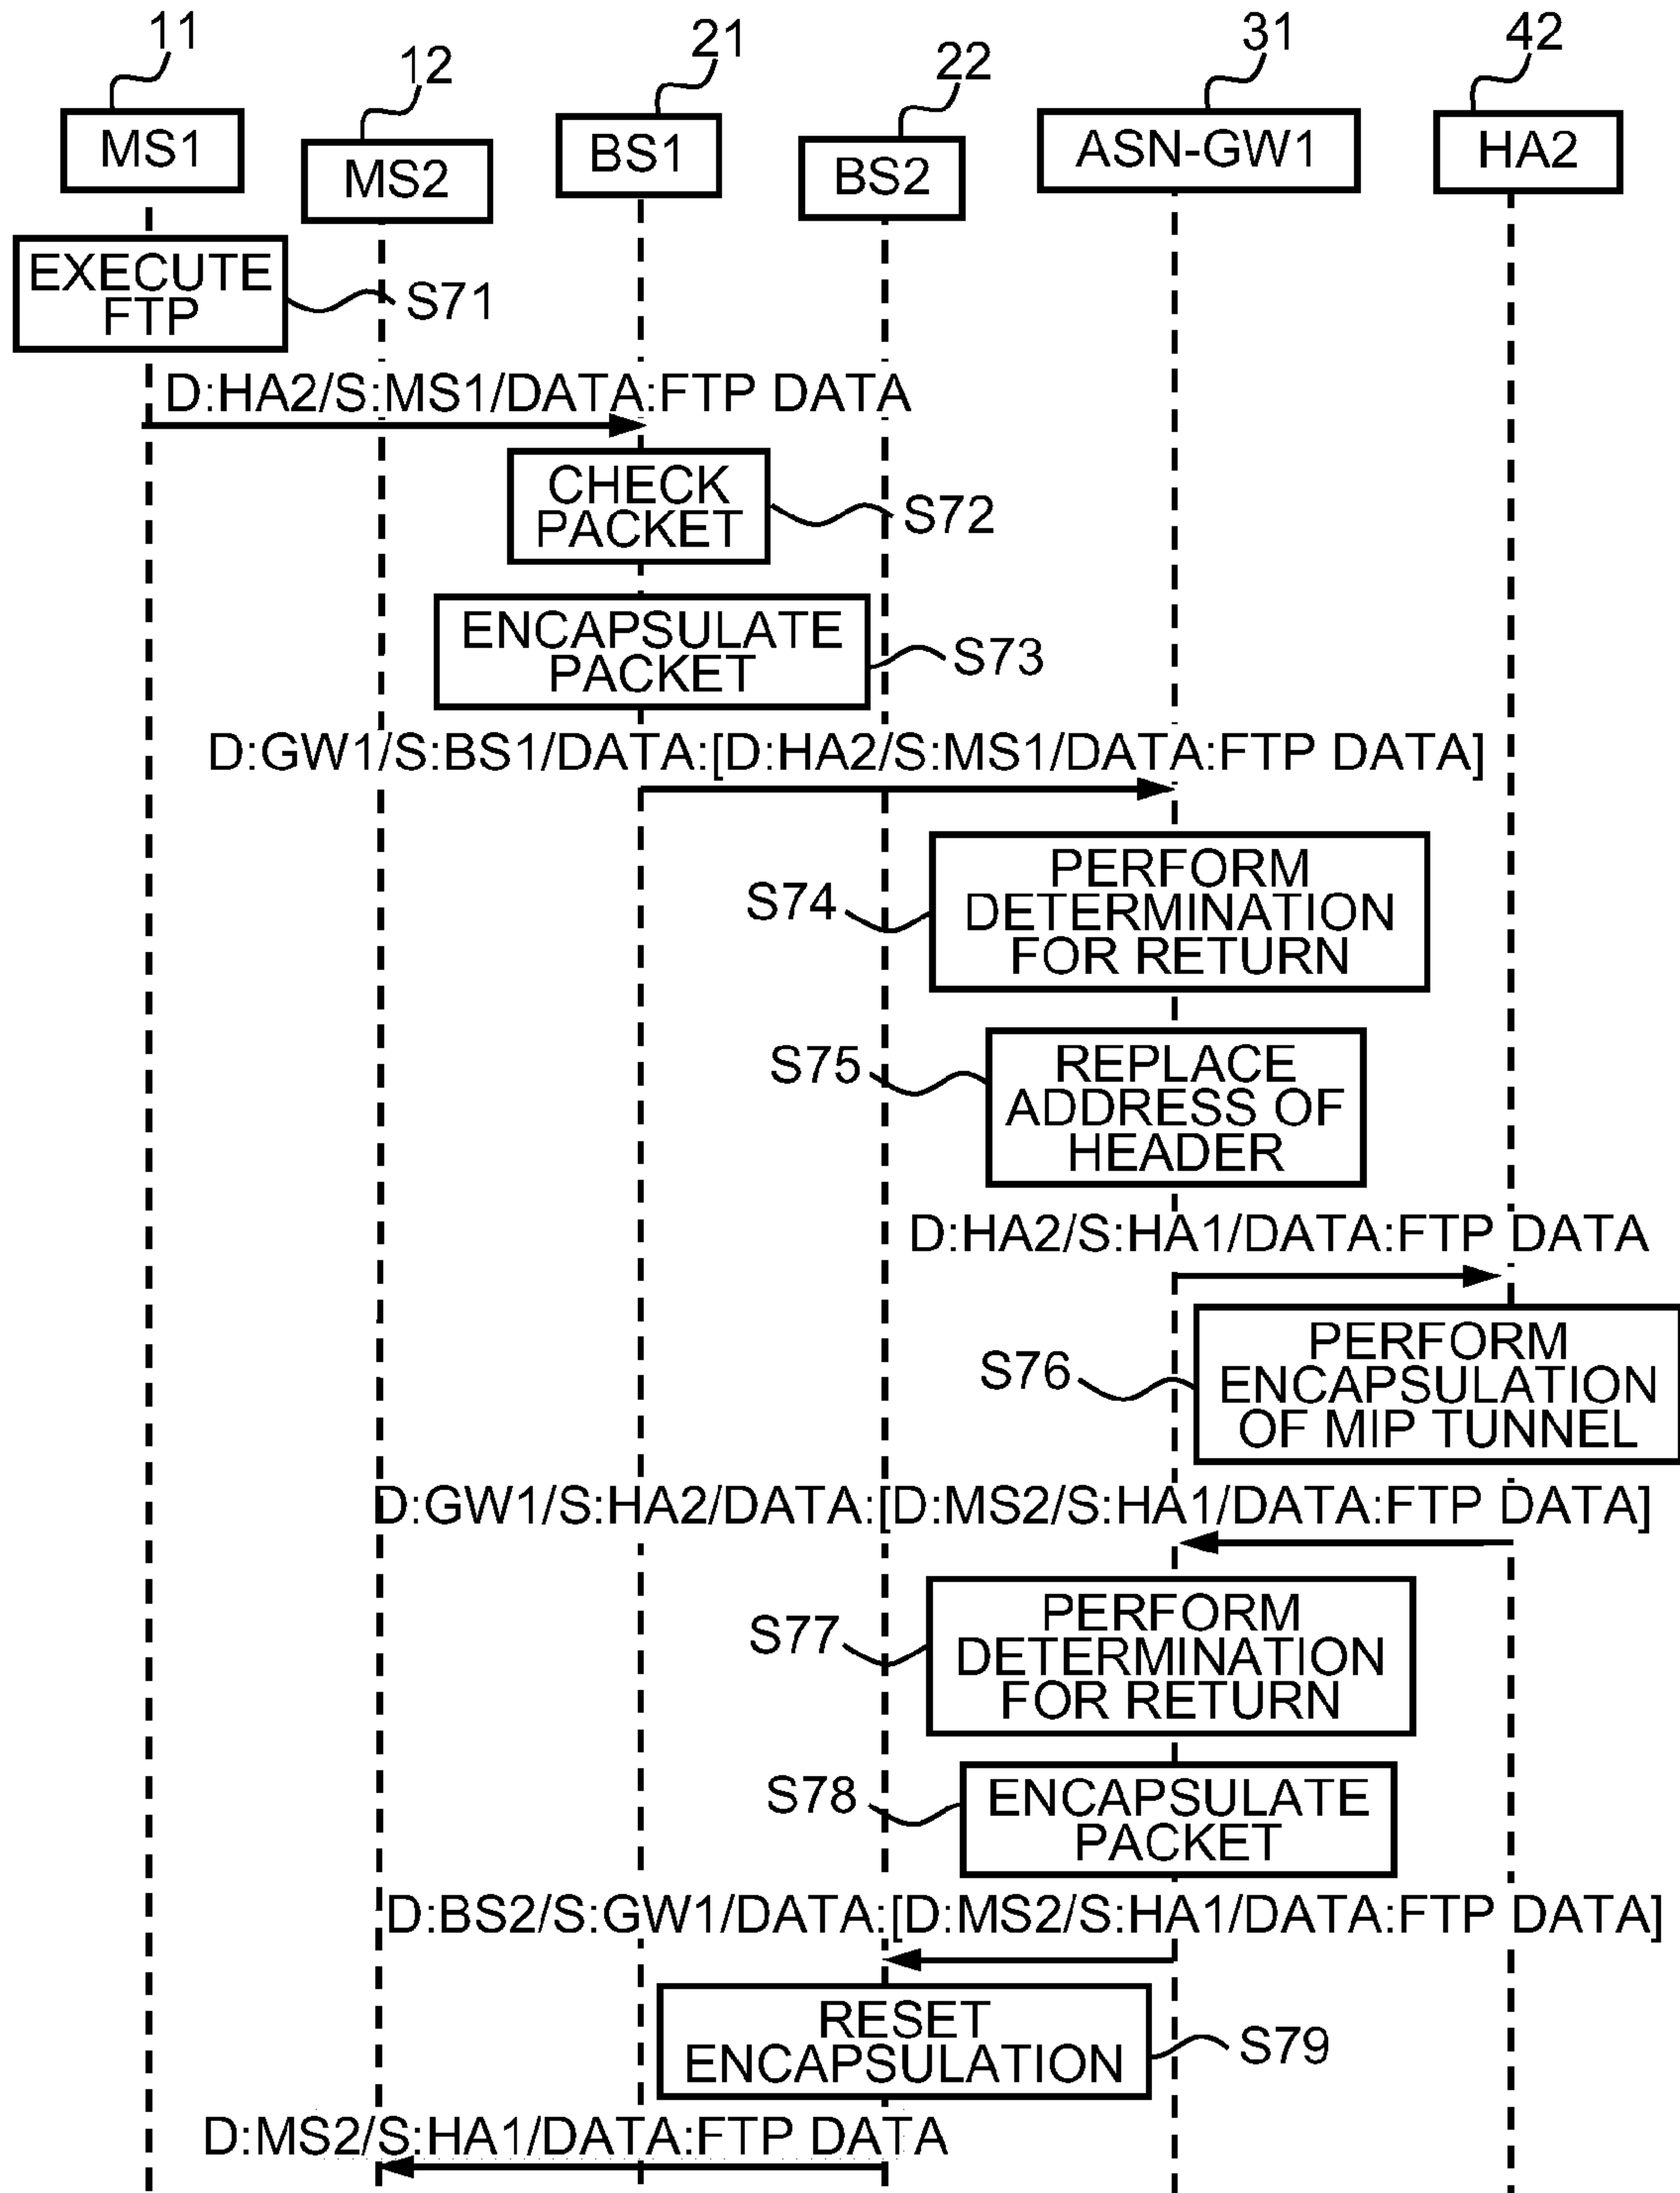 11
12
21
22
31
42
MS1
MS2
BS1
BS2
ASN-GW1
HA2
EXECUTE
FTP
S71
D:HA2/S:MS1/DATA:FTP DATA
CHECK
PACKET
S72
ENCAPSULATE
PACKET
S73
D:GW1/S:BS1/DATA:[D:HA2/S:MS1/DATA:FTP DATA]
S74
PERFORM
DETERMINATION
FOR RETURN
S75
REPLACE
ADDRESS OF
HEADER
D:HA2/S:HA1/DATA:FTP DATA
S76
PERFORM
ENCAPSULATION
OF MIP TUNNEL
D:GW1/S:HA2/DATA:[D:MS2/S:HA1/DATA:FTP DATA]
S77
PERFORM
DETERMINATION
FOR RETURN
S78
ENCAPSULATE
PACKET
D:BS2/S:GW1/DATA:[D:MS2/S:HA1/DATA:FTP DATA]
RESET
ENCAPSULATION
S79
D:MS2/S:HA1/DATA:FTP DATA